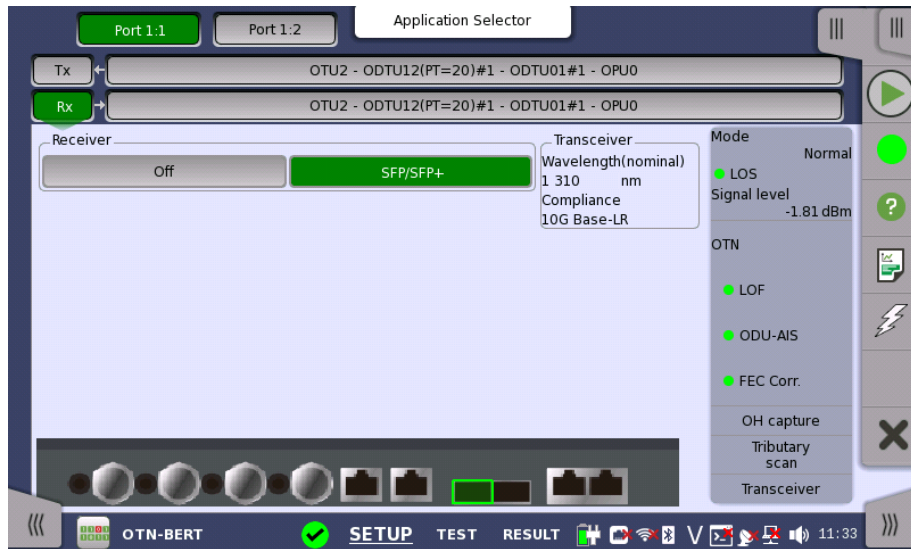 Application Selector
Port 1:1
Port 1:2
Tx
OTU2 - ODTU12(PT=20)#1 - ODTU01#1 - OPU0
Rx
OTU2 - ODTU12(PT=20)#1 - ODTU01#1 - OPU0
Receiver
Off
SFP/SFP+
Transceiver
Wavelength(nominal)
1 310 nm
Compliance
10G Base-LR
Mode
Normal
LOS
Signal level
-1.81 dBm
OTN
LOF
ODU-AIS
FEC Corr.
OH capture
Tributary
scan
Transceiver
OTN-BERT
SETUP TEST RESULT
V
11:33